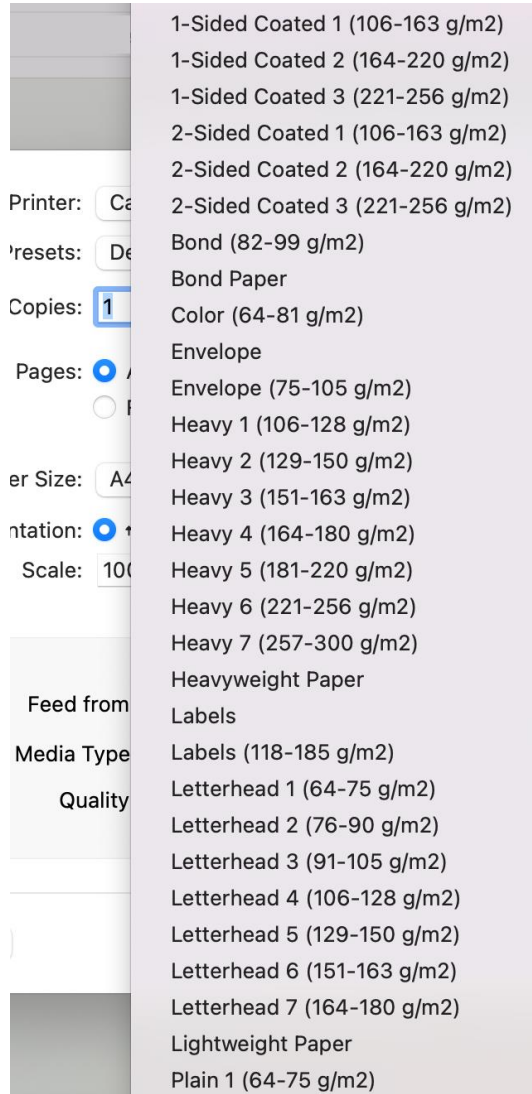 1-Sided Coated 1 (106-163 g/m2)
1-Sided Coated 2 (164-220 g/m2)
1-Sided Coated 3 (221-256 g/m2)
2-Sided Coated 1 (106-163 g/m2)
2-Sided Coated 2 (164-220 g/m2)
Printer:
2-Sided Coated 3 (221-256 g/m2)
Bond (82-99 g/m2)
Presets:
Bond Paper
Copies: 1
Color (64-81 g/m2)
Envelope
Pages:
Envelope (75-105 g/m2)
Heavy 1 (106-128 g/m2)
Heavy 2 (129-150 g/m2)
er Size: A4
Heavy 3 (151-163 g/m2)
ntation:
Heavy 4 (164-180 g/m2)
Scale: 100
Heavy 5 (181-220 g/m2)
Heavy 6 (221-256 g/m2)
Heavy 7 (257-300 g/m2)
Heavyweight Paper
Feed from
Labels
Media Type
Labels (118-185 g/m2)
Letterhead 1 (64-75 g/m2)
Quality
Letterhead 2 (76-90 g/m2)
Letterhead 3 (91-105 g/m2)
Letterhead 4 (106-128 g/m2)
Letterhead 5 (129-150 g/m2)
Letterhead 6 (151-163 g/m2)
Letterhead 7 (164-180 g/m2)
Lightweight Paper
Plain 1 (64-75 g/m2)